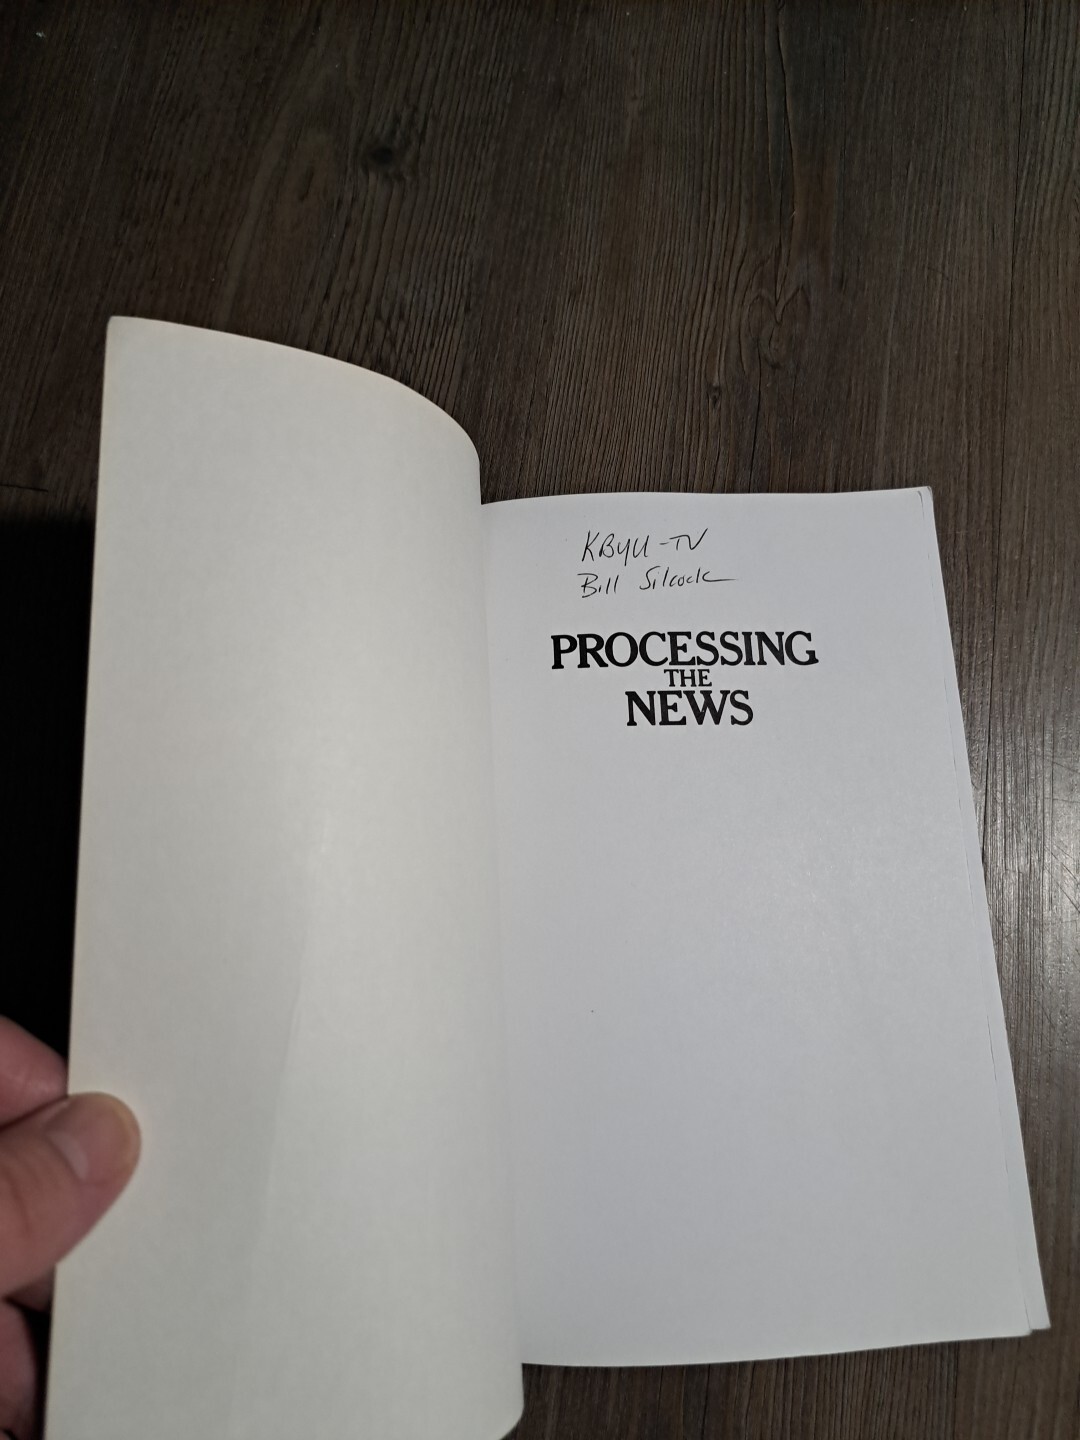 KBYU-TV
Bill Silcock
PROCESSING
THE
NEWS